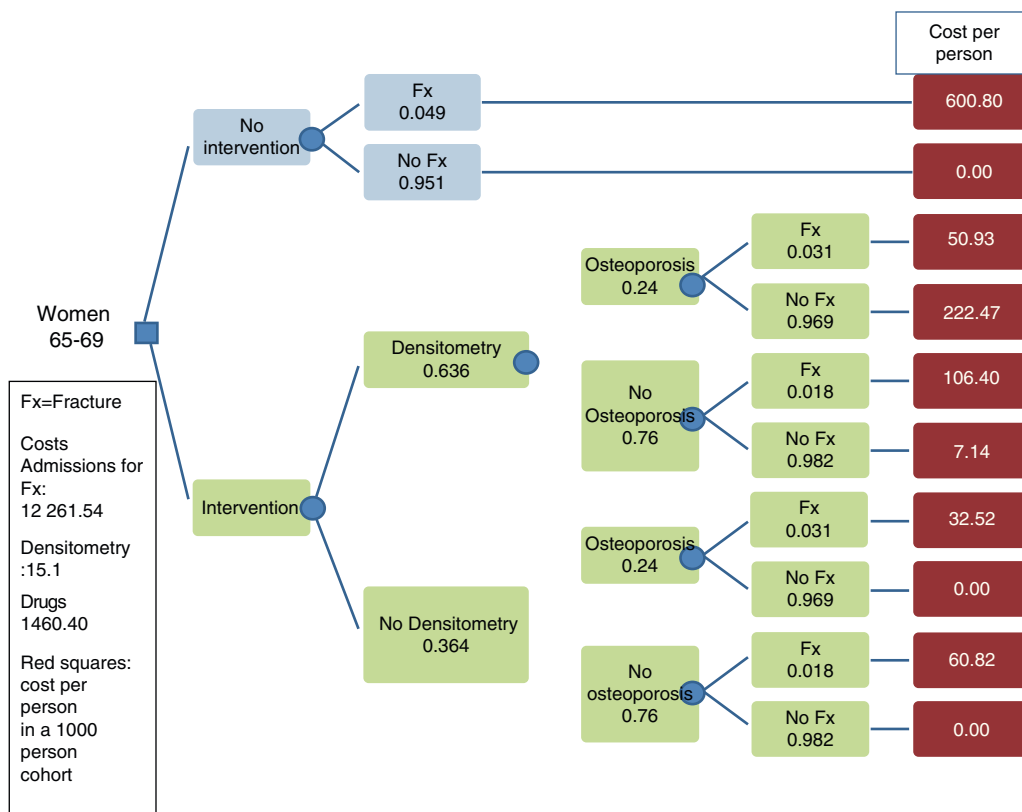 Cost per
person
Fx
0.049
600.80
No
intervention
No Fx
0.951
0.00
Fx
0.031
50.93
Osteoporosis
0.24
No Fx
0.969
222.47
Women
65-69
Densitometry
0.636
Fx
0.018
106.40
No
Osteoporosis
0.76
No Fx
0.982
7.14
Fx=Fracture
Costs
Admissions for
Fx:
12 261.54
Densitometry
:15.1
Drugs
1460.40
Red squares:
cost per
person
in a 1000
person
cohort
Intervention
Fx
0.031
32.52
Osteoporosis
0.24
No Fx
0.969
0.00
No Densitometry
0.364
Fx
0.018
60.82
No
osteoporosis
0.76
No Fx
0.982
0.00